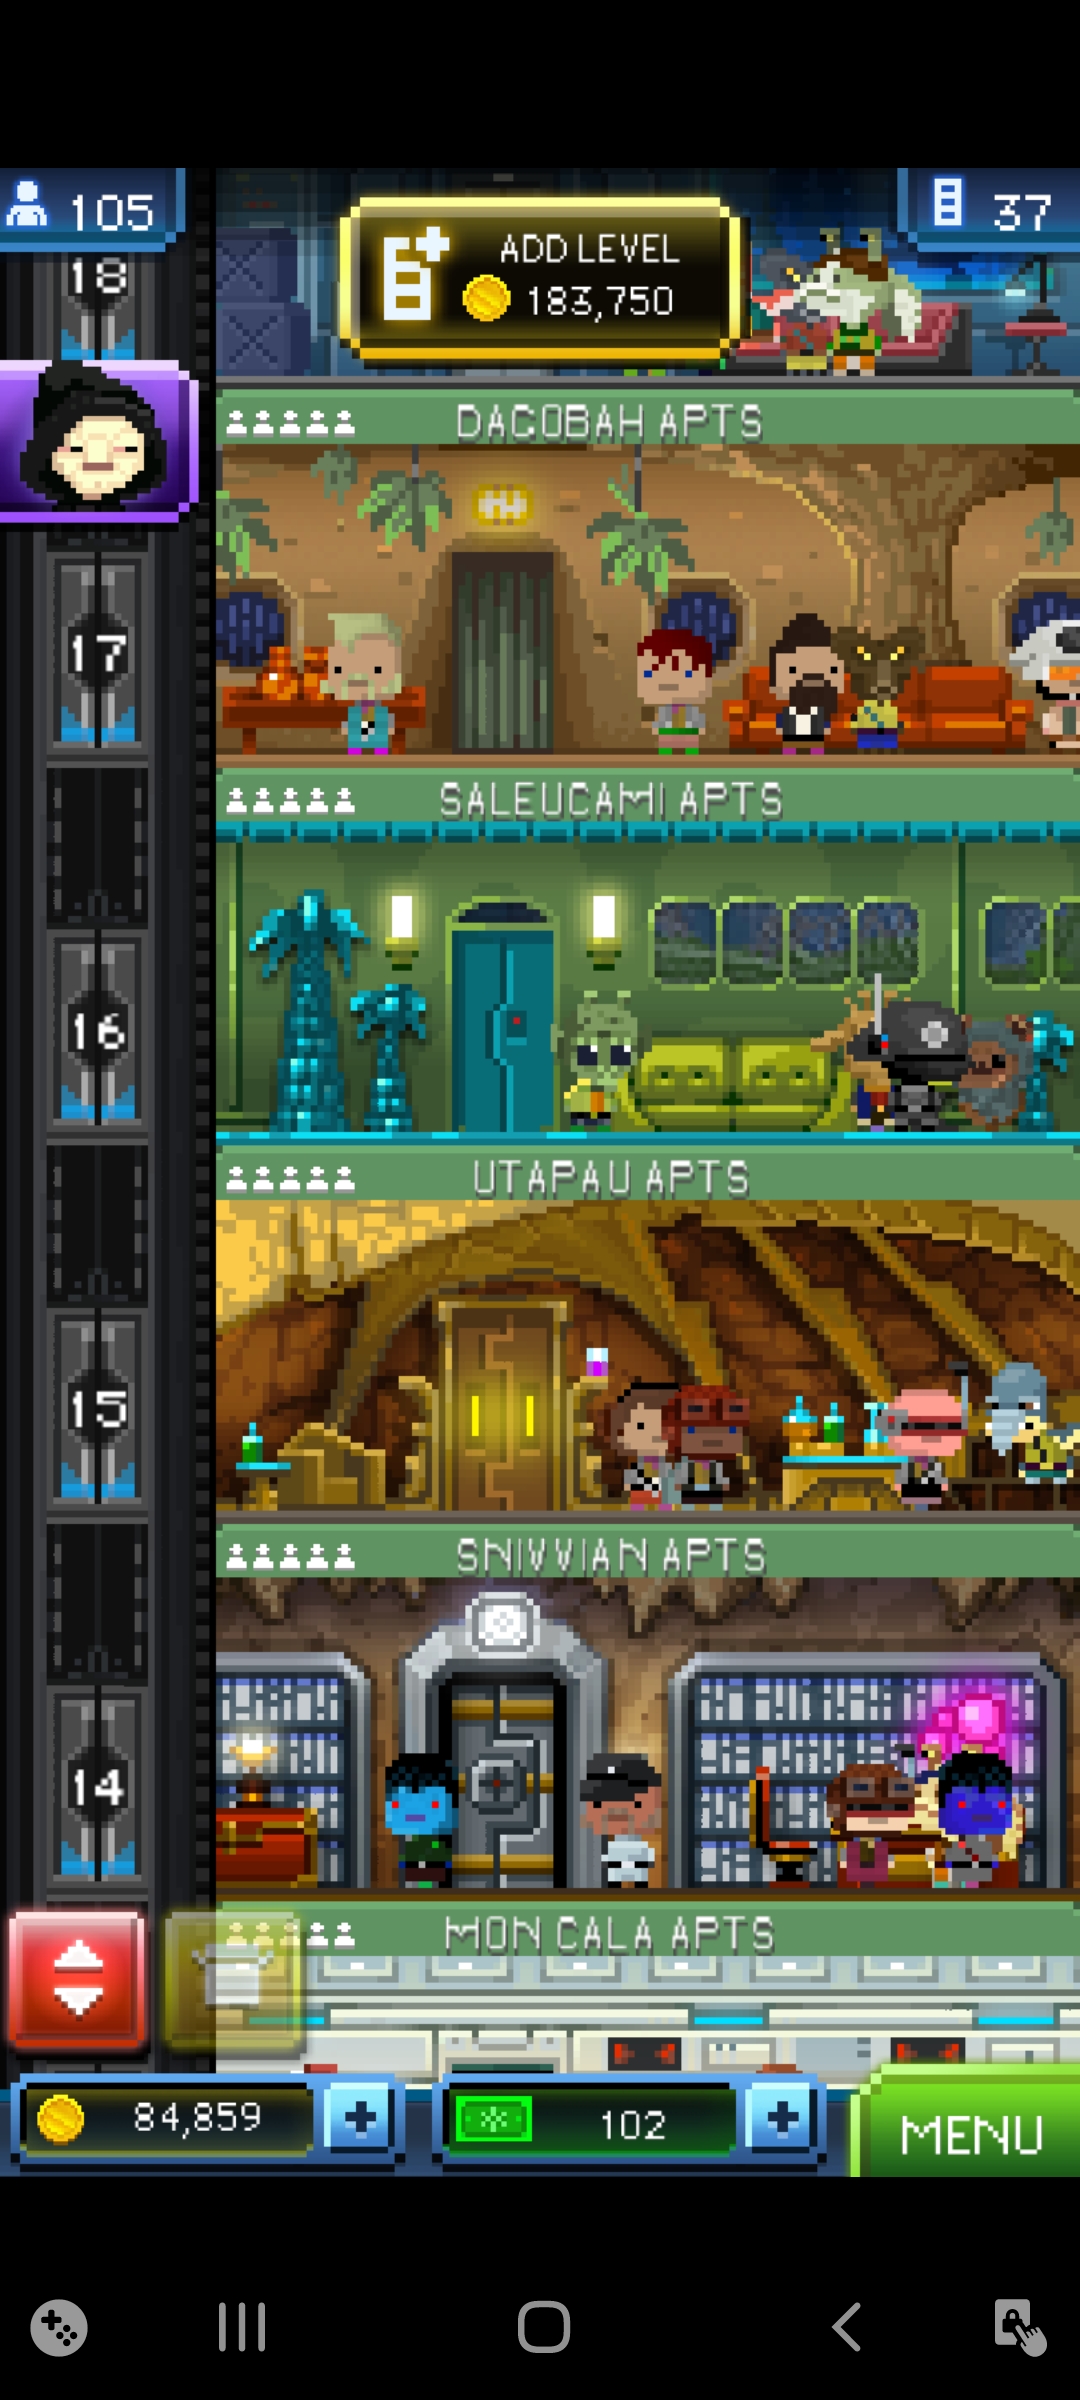 105
37
ADD LEVEL
183,750
18
DAGOBAH APTS
17
SALEUCAMI APTS
16
UTAPAU APTS
15
SNIVVIAN APTS
14
MON CALA APTS
84,859
102
MENU